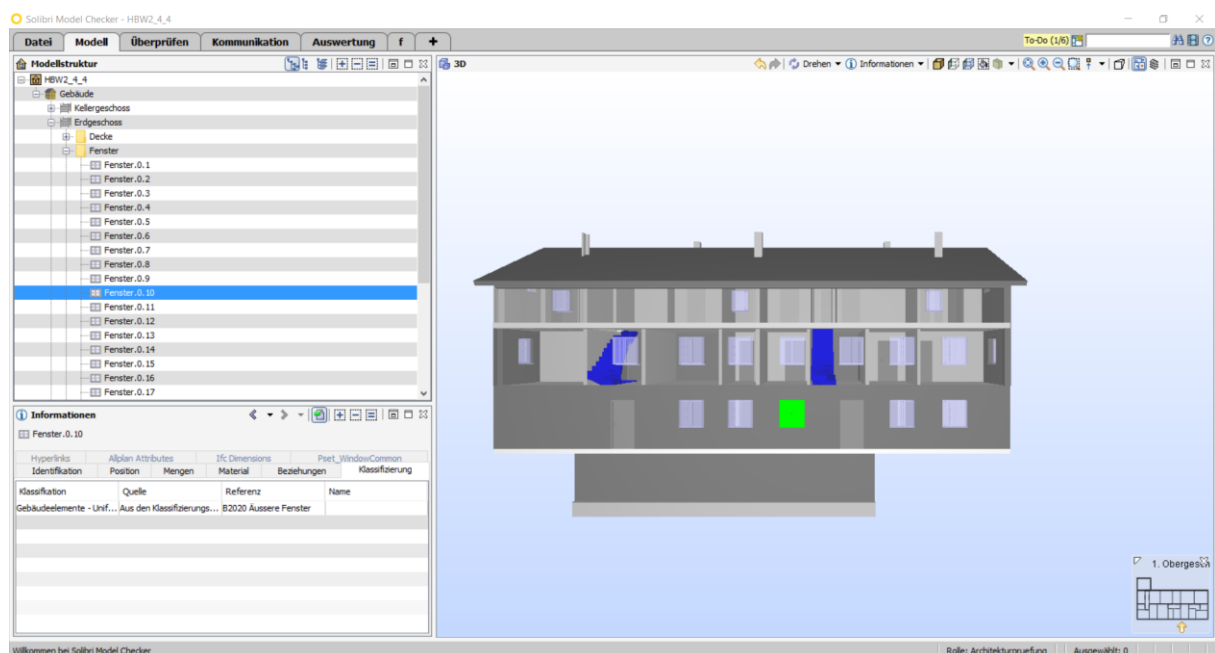 Solibri Model Checker - HBW2_4_4
Datei Modell Überprüfen Kommunikation Auswertung f +
To-Do (1/6)
Modellstruktur
HBW2_4_4
Gebäude
Kellergeschoss
Erdgeschoss
Decke
Fenster
Fenster.0.1
Fenster.0.2
Fenster.0.3
Fenster.0.4
Fenster.0.5
Fenster.0.6
Fenster.0.7
Fenster.0.8
Fenster.0.9
Fenster.0.10
Fenster.0.11
Fenster.0.12
Fenster.0.13
Fenster.0.14
Fenster.0.15
Fenster.0.16
Fenster.0.17
Informationen
Fenster.0.10
Hyperlinks Allplan Attributes Ifc Dimensions Pset_WindowCommon
Identifikation Position Mengen Material Beziehungen Klassifizierung
Klassifikation Quelle Referenz Name
Gebäudeelemente - Unif... Aus den Klassifizierungs... B2020 Äussere Fenster
3D
Drehen Informationen
1. Obergesch
Willkommen bei Solibri Model Checker
Rolle: Architekturpruefung Ausgewählt: 0